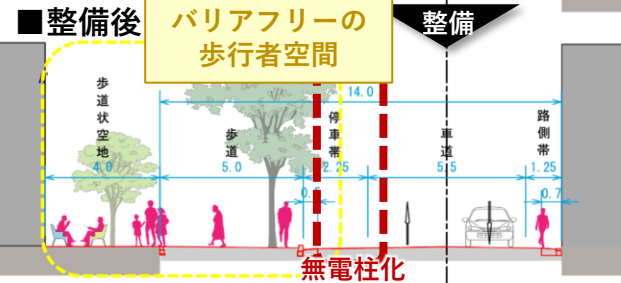 ■整備後
バリアフリーの
歩行者空間
整備
14.0
歩道状空地
歩道
停車帯
車道
路側帯
4.0
5.0
2.25
5.5
1.25
0.5
0.7
無電柱化